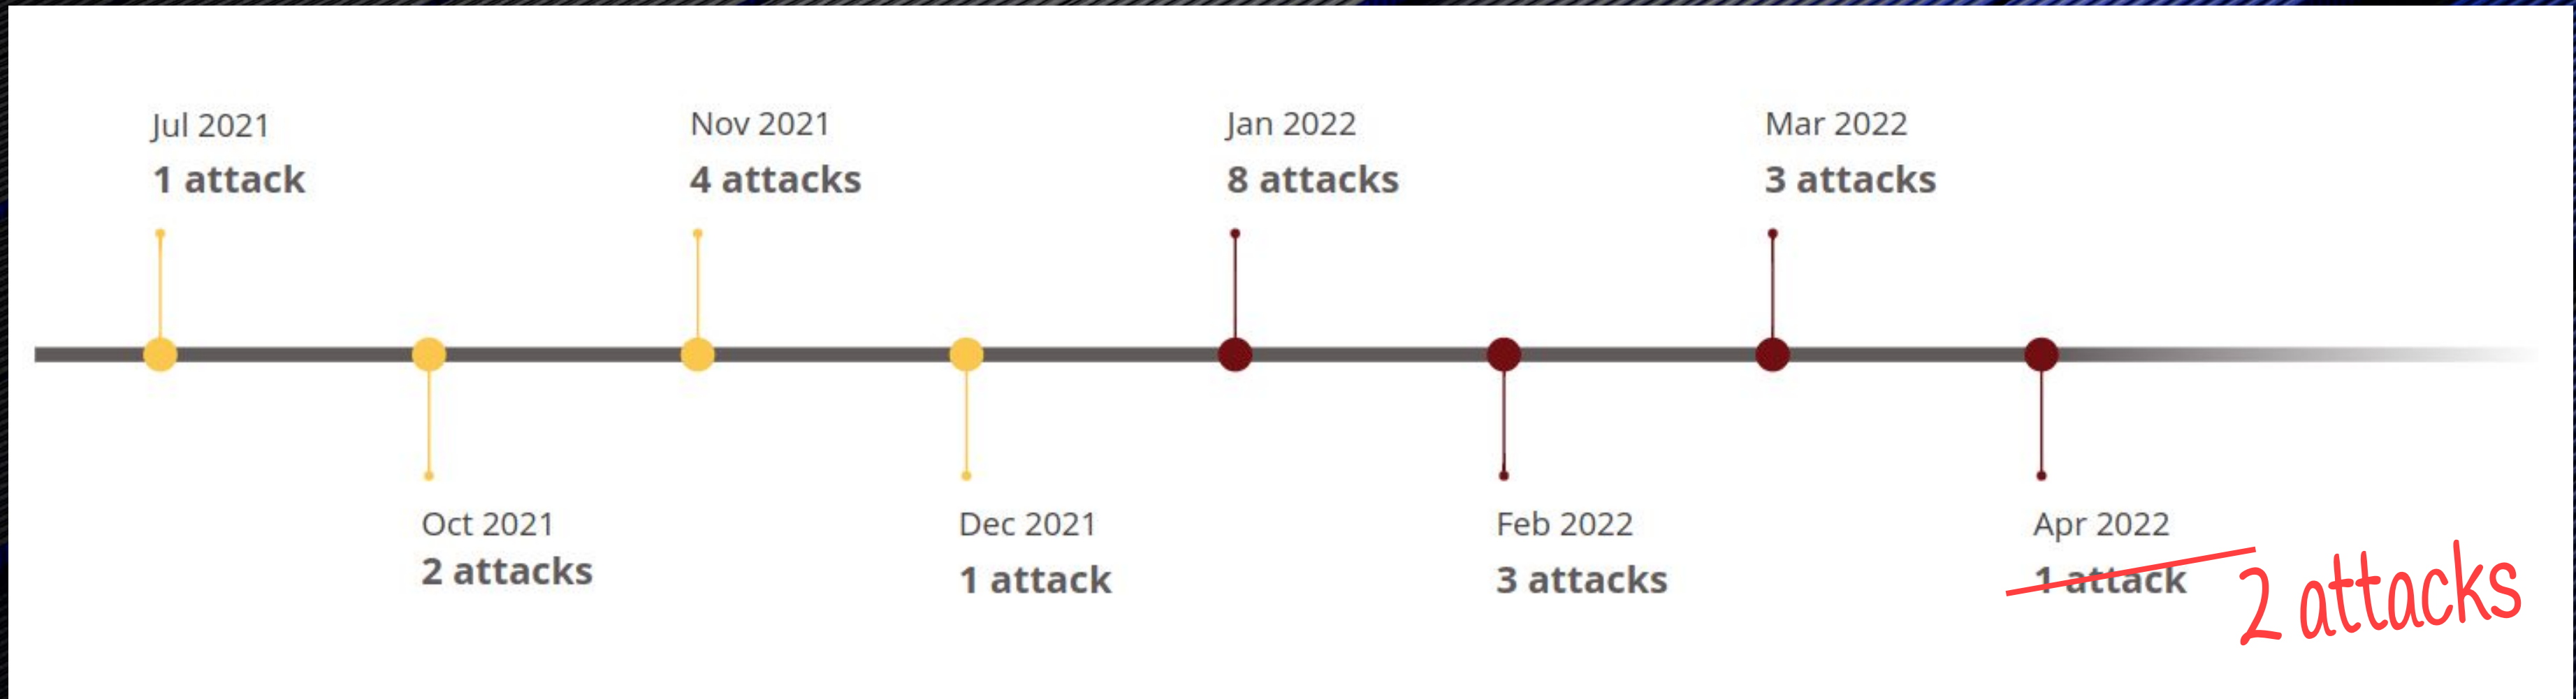 Jul 2021
1 attack
Oct 2021
2 attacks
Nov 2021
4 attacks
Dec 2021
1 attack
Jan 2022
8 attacks
Feb 2022
3 attacks
Mar 2022
3 attacks
Apr 2022
1 attack
2 attacks